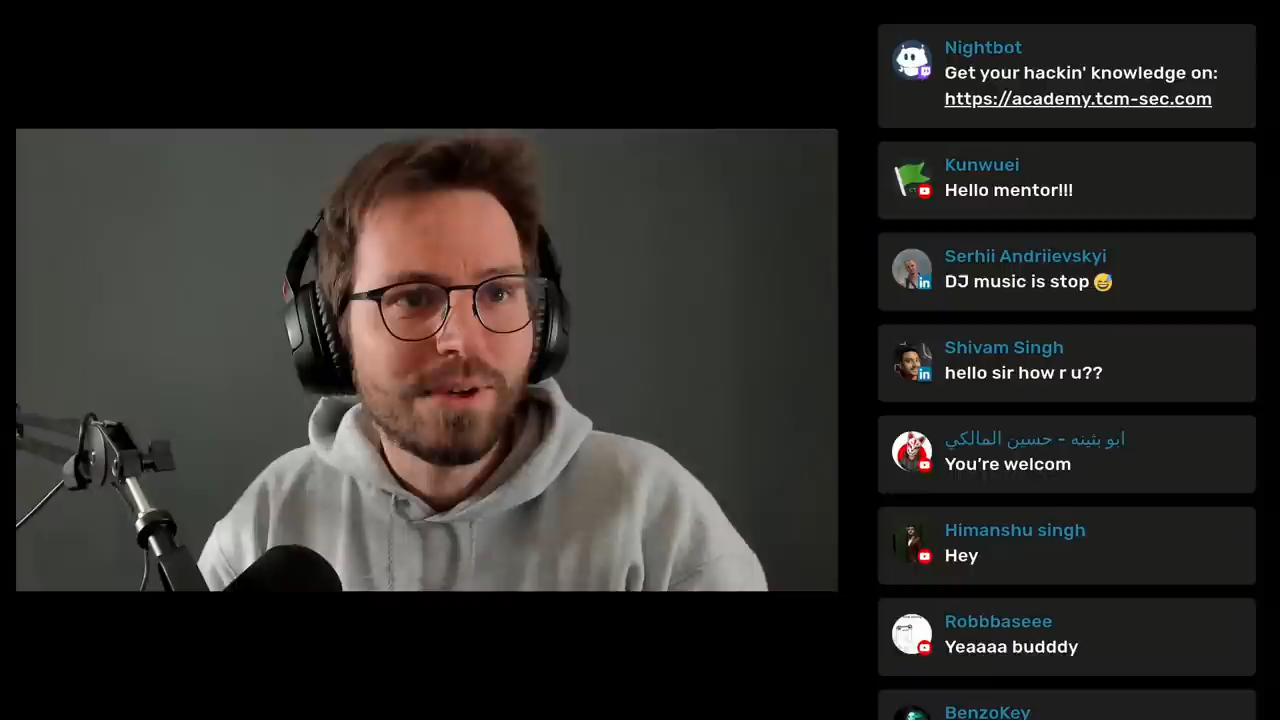 Nightbot
Get your hackin' knowledge on:
https://academy.tcm-sec.com
Kunwuei
Hello mentor!!!
Serhii Andriievskyi
DJ music is stop 😅
Shivam Singh
hello sir how r u??
ابو بثينه - حسين المالكي
You're welcom
Himanshu singh
Hey
Robbbaseee
Yeaaaa budddy
BenzoKey